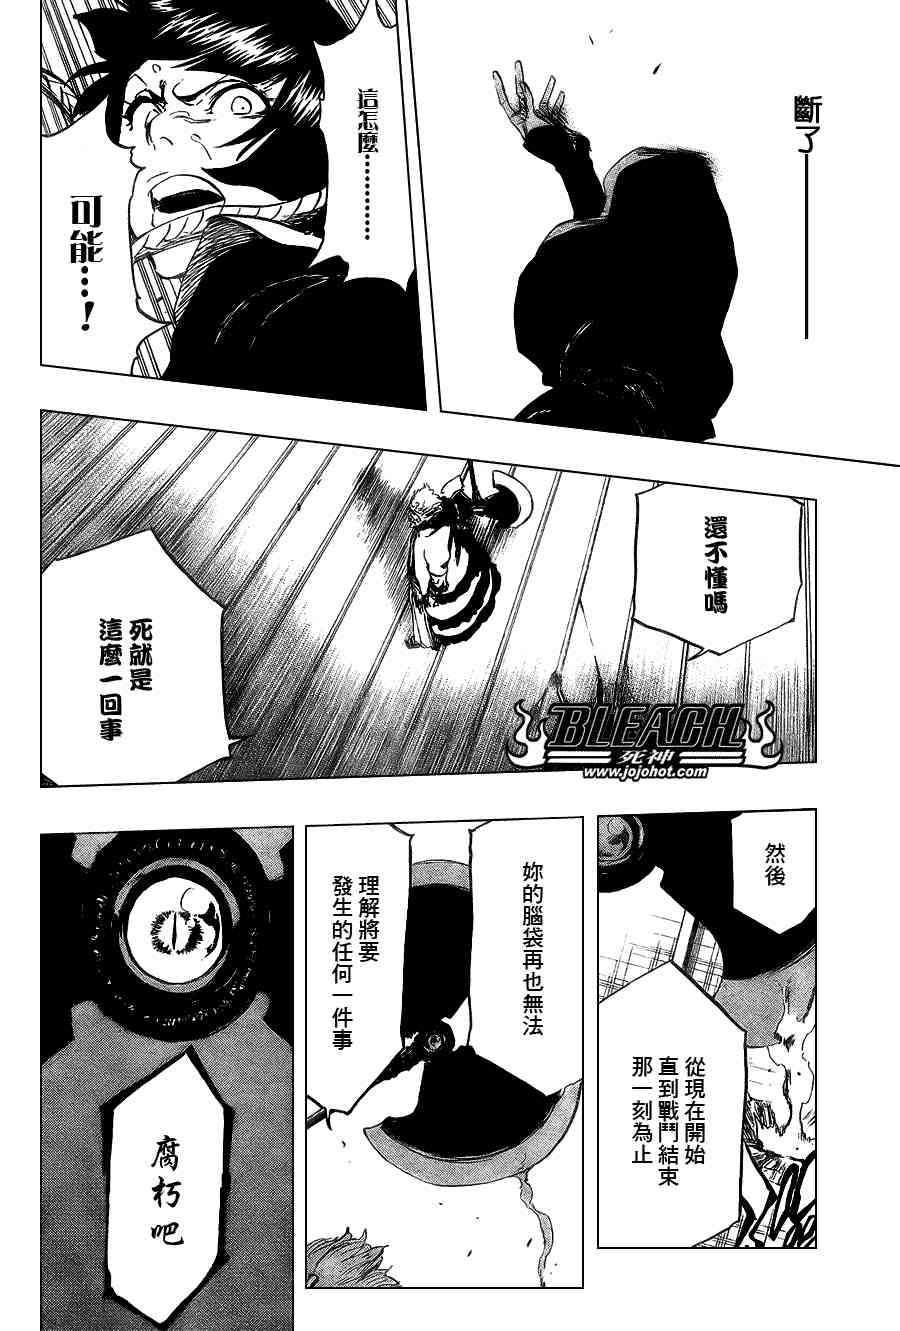 斷了——
這怎麼………
可能…！
還不懂嗎
死就是
這麼一回事
BLEACH
死神
www.jojohot.com
然後
從現在開始
直到戰鬥結束
那一刻為止
妳的腦袋再也無法
理解將要
發生的任何一件事
腐朽吧